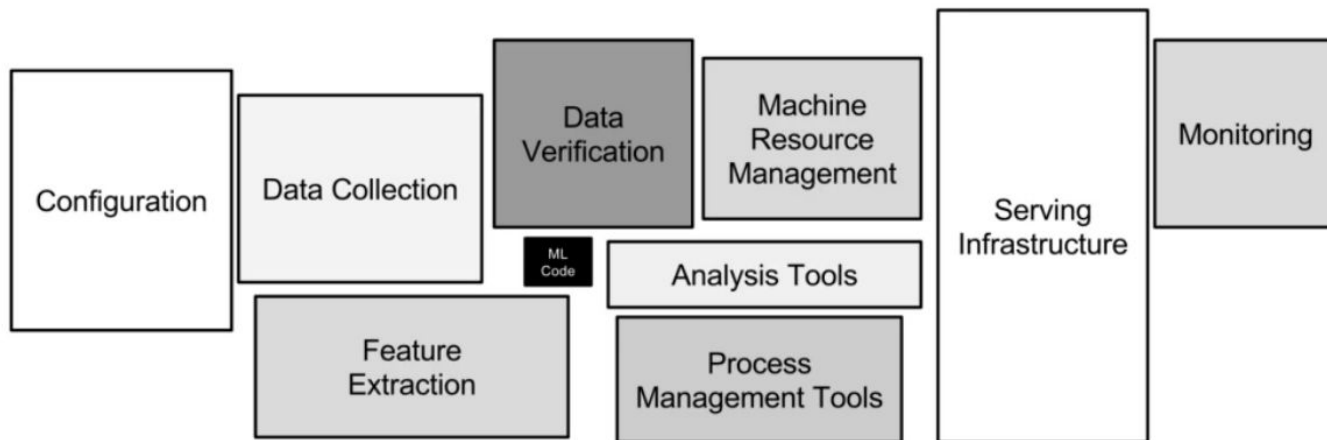 Configuration
Data Collection
Data
Verification
Machine
Resource
Management
Monitoring
Serving
Infrastructure
ML
Code
Analysis Tools
Feature
Extraction
Process
Management Tools